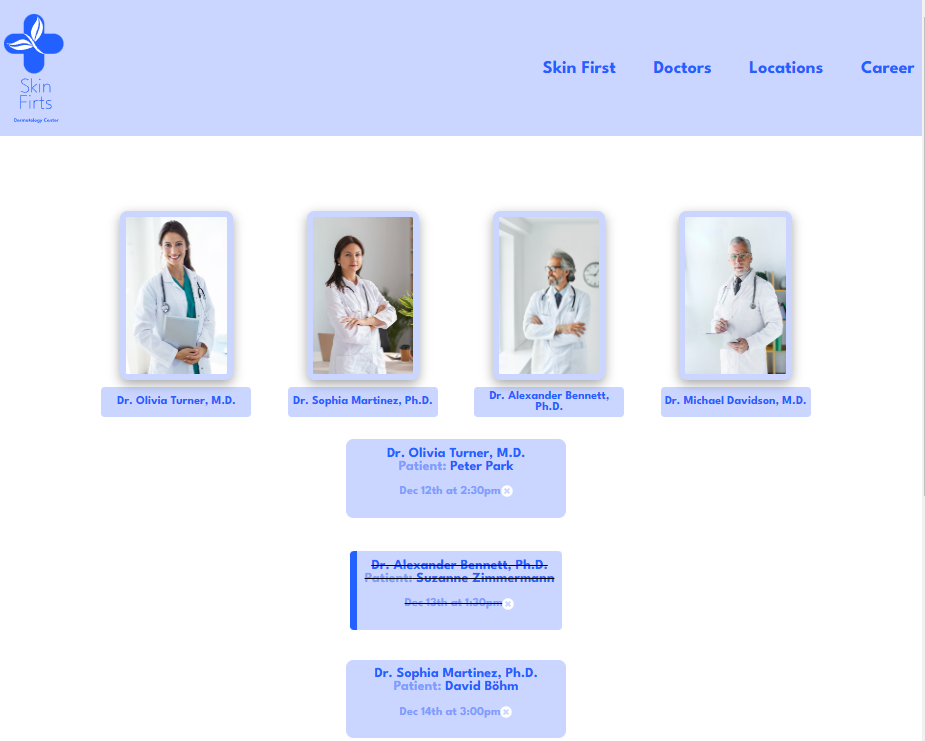 Skin
Firts
Dermatology Center
Skin First
Doctors
Locations
Career
Dr. Olivia Turner, M.D.
Dr. Sophia Martinez, Ph.D.
Dr. Alexander Bennett,
Ph.D.
Dr. Michael Davidson, M.D.
Dr. Olivia Turner, M.D.
Patient: Peter Park
Dec 12th at 2:30pm
Dr. Alexander Bennett, Ph.D.
Patient: Suzanne Zimmermann
Dec 13th at 1:30pm
Dr. Sophia Martinez, Ph.D.
Patient: David Böhm
Dec 14th at 3:00pm